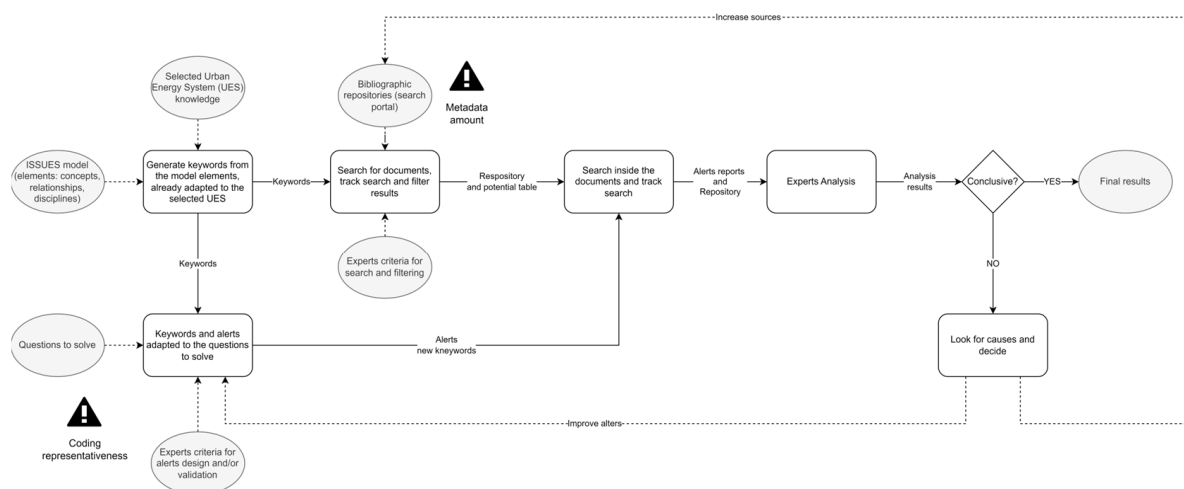 Increase sources
Selected Urban
Energy System (UES)
knowledge
Bibliographic
repositories (search
portal)
Metadata
amount
ISSUES model
(elements: concepts,
relationships,
disciplines)
Generate keywords from
the model elements,
already adapted to the
selected UES
Keywords
Search for documents,
track search and filter
results
Respository
and potential table
Search inside the
documents and track
search
Alerts reports
and
Repository
Experts Analysis
Analysis
results
Conclusive?
YES
Final results
Keywords
Experts criteria for
search and filtering
NO
Questions to solve
Keywords and alerts
adapted to the questions
to solve
Alerts
new kneywords
Look for causes and
decide
Coding
representativeness
Improve alters
Experts criteria for
alerts design and/or
validation